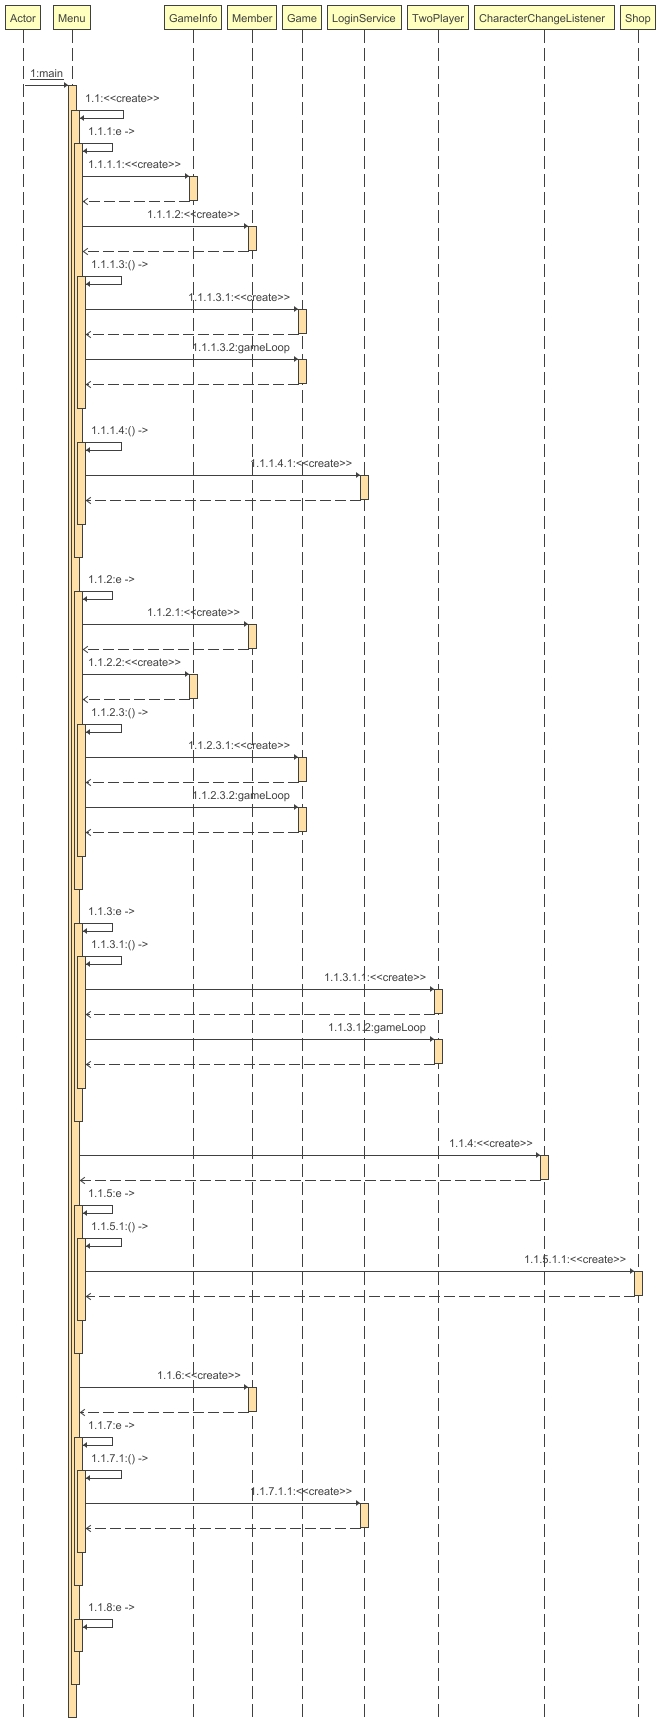 Actor Menu GameInfo Member Game LoginService TwoPlayer CharacterChangeListener Shop
1:main
1.1:<<create>>
1.1.1:e ->
1.1.1.1:<<create>>
1.1.1.2:<<create>>
1.1.1.3:() ->
1.1.1.3.1:<<create>>
1.1.1.3.2:gameLoop
1.1.1.4:() ->
1.1.1.4.1:<<create>>
1.1.2:e ->
1.1.2.1:<<create>>
1.1.2.2:<<create>>
1.1.2.3:() ->
1.1.2.3.1:<<create>>
1.1.2.3.2:gameLoop
1.1.3:e ->
1.1.3.1:() ->
1.1.3.1.1:<<create>>
1.1.3.1.2:gameLoop
1.1.4:<<create>>
1.1.5:e ->
1.1.5.1:() ->
1.1.5.1.1:<<create>>
1.1.6:<<create>>
1.1.7:e ->
1.1.7.1:() ->
1.1.7.1.1:<<create>>
1.1.8:e ->